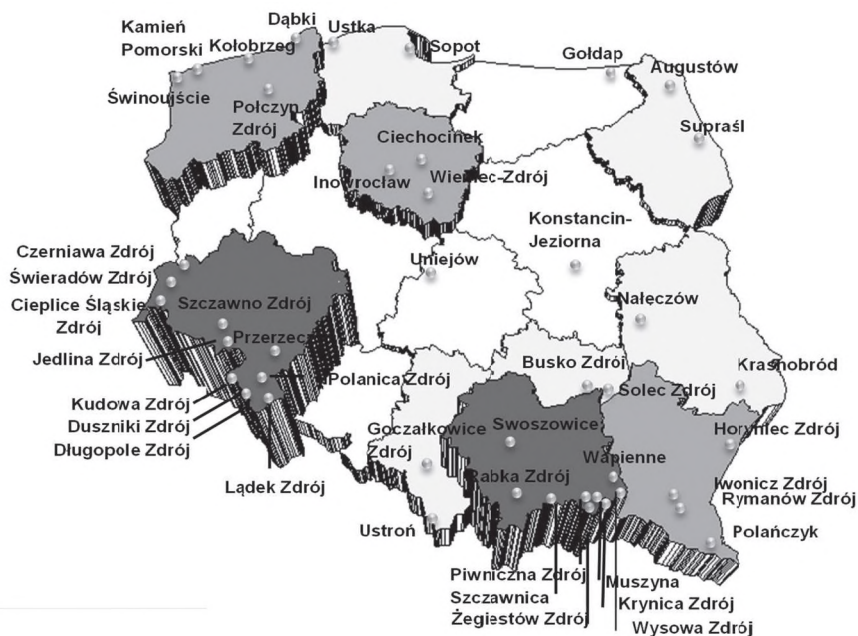 Dąbki
Kamień
Pomorski
Ustka
Kołobrzeg
Sopot
Gołdap
Augustów
Świnoujście
Połczyn
Zdrój
Supraśl
Ciechocinek
Inowrocław
Wieniec-Zdrój
Konstancin-
Jeziorna
Czerniawa Zdrój
Uniejów
Świeradów Zdrój
Cieplice Śląskie
Zdrój
Szczawno Zdrój
Nałęczów
Jedlina Zdrój
Przerzec
Busko Zdrój
Krasnobród
Polanica Zdrój
Solec Zdrój
Kudowa Zdrój
Duszniki Zdrój
Długopole Zdrój
Goczałkowice
Zdrój
Swoszowice
Horyniec Zdrój
Wapienne
Lądek Zdrój
Rabka Zdrój
Iwonicz Zdrój
Rymanów Zdrój
Ustroń
Polańczyk
Piwniczna Zdrój
Muszyna
Szczawnica
Krynica Zdrój
Żegiestów Zdrój
Wysowa Zdrój